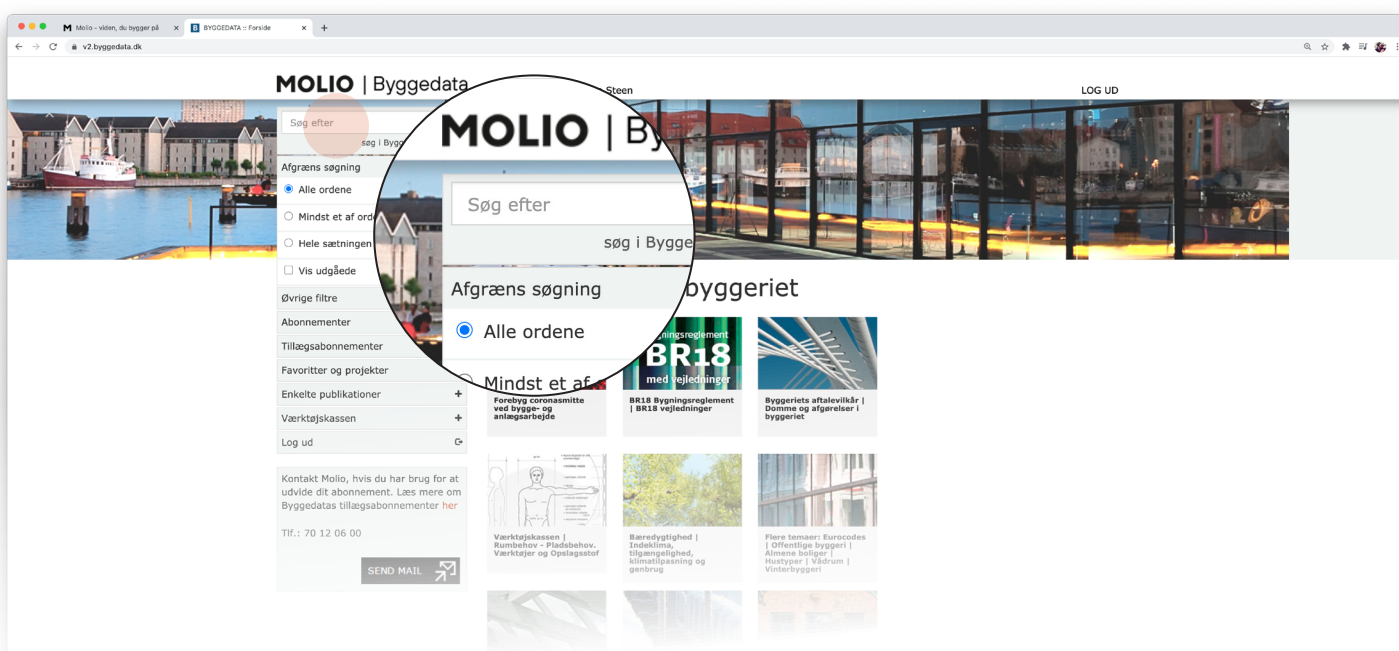 Molio - viden, du bygger på
BYGGEDATA :: Forside
v2.byggedata.dk
MOLIO | Byggedata
Steen
LOG UD
Søg efter
søg i Bygg
Afgræns søgning
Alle ordene
Mindst et af orde
Hele sætningen
Vis udgåede
Øvrige filtre
Abonnementer
Tillægsabonnementer
Favoritter og projekter
Enkelte publikationer +
Værktøjskassen +
Log ud
Kontakt Molio, hvis du har brug for at
udvide dit abonnement. Læs mere om
Byggedatas tillægsabonnementer her
Tlf.: 70 12 06 00
SEND MAIL
MOLIO | By
Søg efter
søg i Bygge
Afgræns søgning
Alle ordene
Mindst et af
byggeriet
Forebyg coronasmitte
ved bygge- og
anlægsarbejde
ningsreglement
BR18
med vejledninger
BR18 Bygningsreglement
| BR18 vejledninger
Byggeriets aftalevilkår |
Domme og afgørelser i
byggeriet
Værktøjskassen |
Rumbehov - Pladsbehov.
Værktøjer og Opslagsstof
Bæredygtighed |
Indeklima,
tilgængelighed,
klimatilpasning og
genbrug
Flere temaer: Eurocodes
| Offentlige byggeri |
Almene boliger |
Hustyper | Vådrum |
Vinterbyggeri